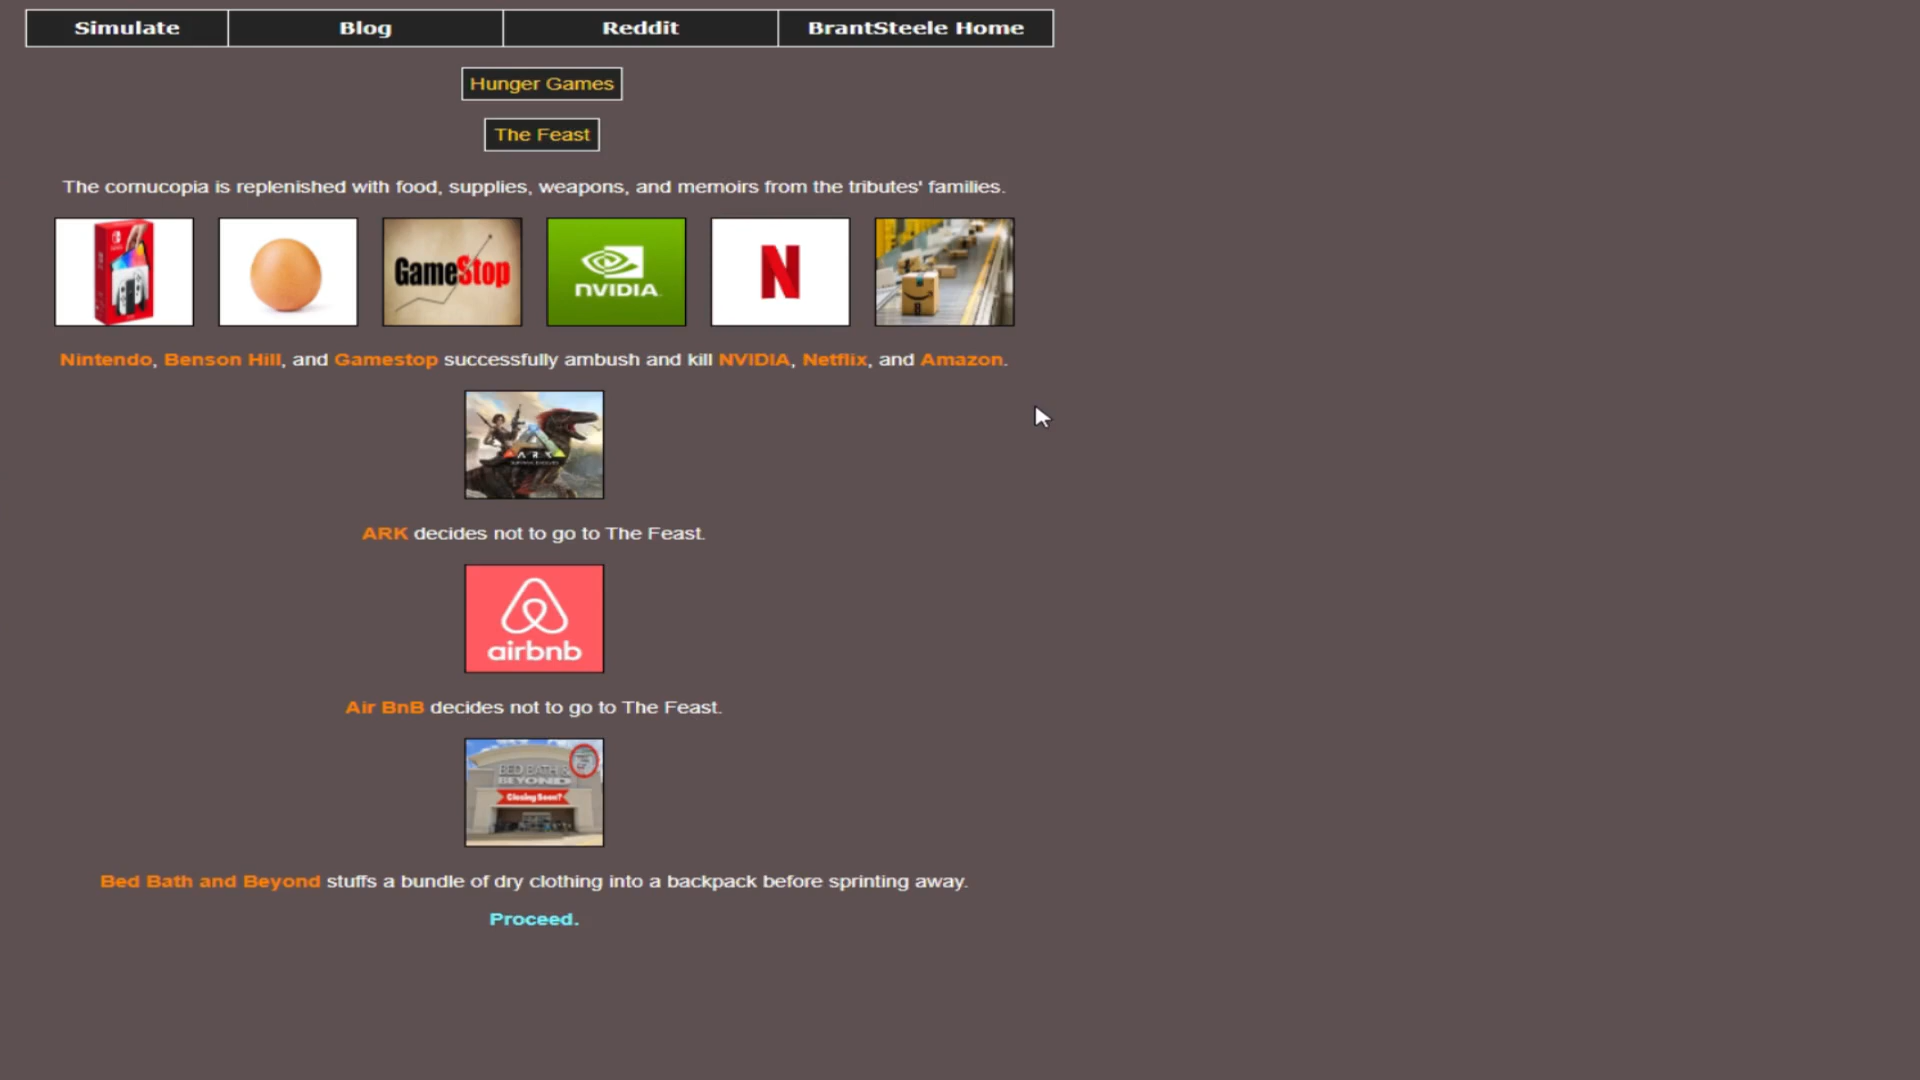 Simulate Blog Reddit BrantSteele Home
Hunger Games
The Feast
The cornucopia is replenished with food, supplies, weapons, and memoirs from the tributes' families.
GameStop
NVIDIA
N
Nintendo, Benson Hill, and Gamestop successfully ambush and kill NVIDIA, Netflix, and Amazon.
ARK
ARK decides not to go to The Feast.
airbnb
Air BnB decides not to go to The Feast.
BED BATH &
BEYOND
Closing Soon?
Bed Bath and Beyond stuffs a bundle of dry clothing into a backpack before sprinting away.
Proceed.